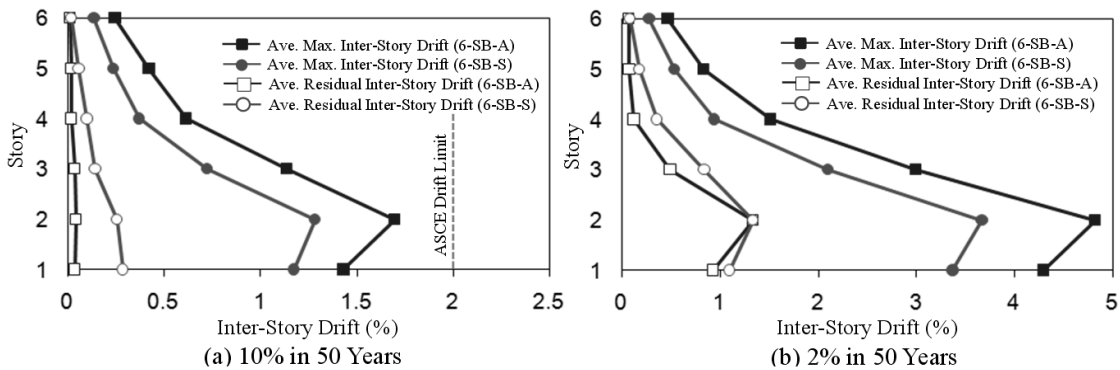 6
5
4
3
2
1
Story
Ave. Max. Inter-Story Drift (6-SB-A)
Ave. Max. Inter-Story Drift (6-SB-S)
Ave. Residual Inter-Story Drift (6-SB-A)
Ave. Residual Inter-Story Drift (6-SB-S)
ASCE Drift Limit
0 0.5 1 1.5 2 2.5
Inter-Story Drift (%)
(a) 10% in 50 Years
6
5
4
3
2
1
Story
Ave. Max. Inter-Story Drift (6-SB-A)
Ave. Max. Inter-Story Drift (6-SB-S)
Ave. Residual Inter-Story Drift (6-SB-A)
Ave. Residual Inter-Story Drift (6-SB-S)
0 1 2 3 4 5
Inter-Story Drift (%)
(b) 2% in 50 Years